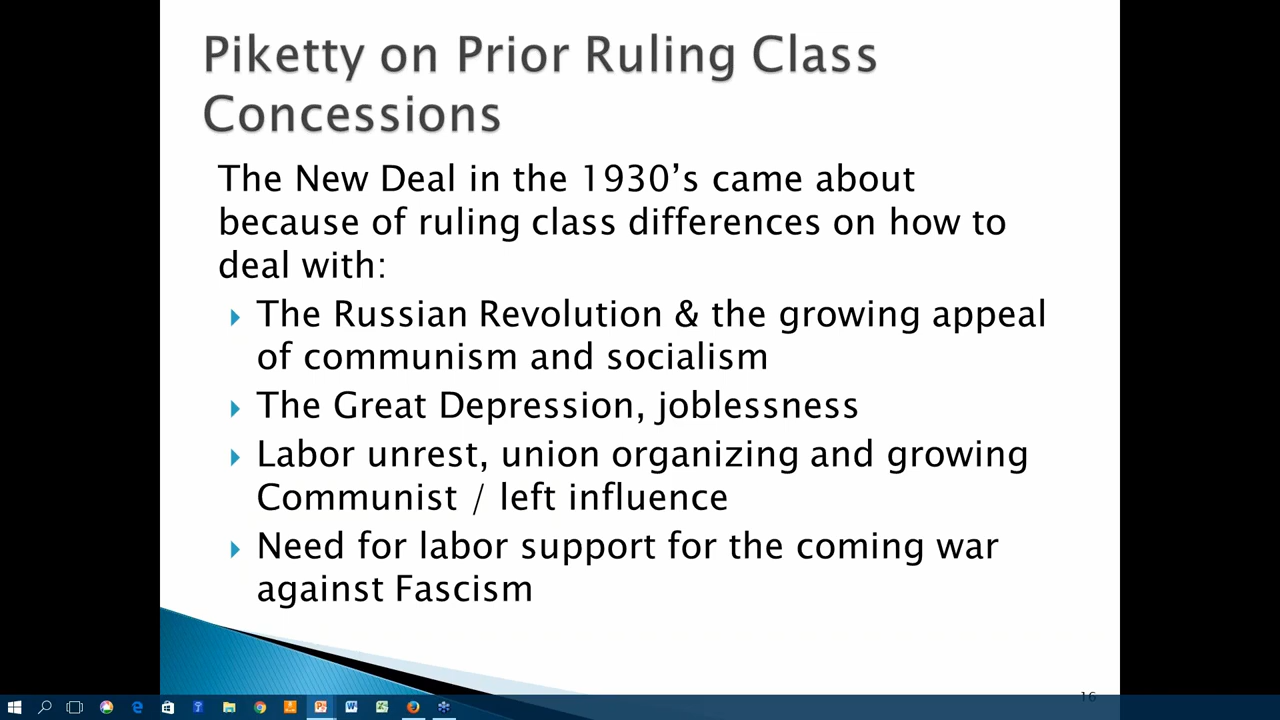 Piketty on Prior Ruling Class
Concessions
The New Deal in the 1930’s came about
because of ruling class differences on how to
deal with:
The Russian Revolution & the growing appeal
of communism and socialism
The Great Depression, joblessness
Labor unrest, union organizing and growing
Communist / left influence
Need for labor support for the coming war
against Fascism
16